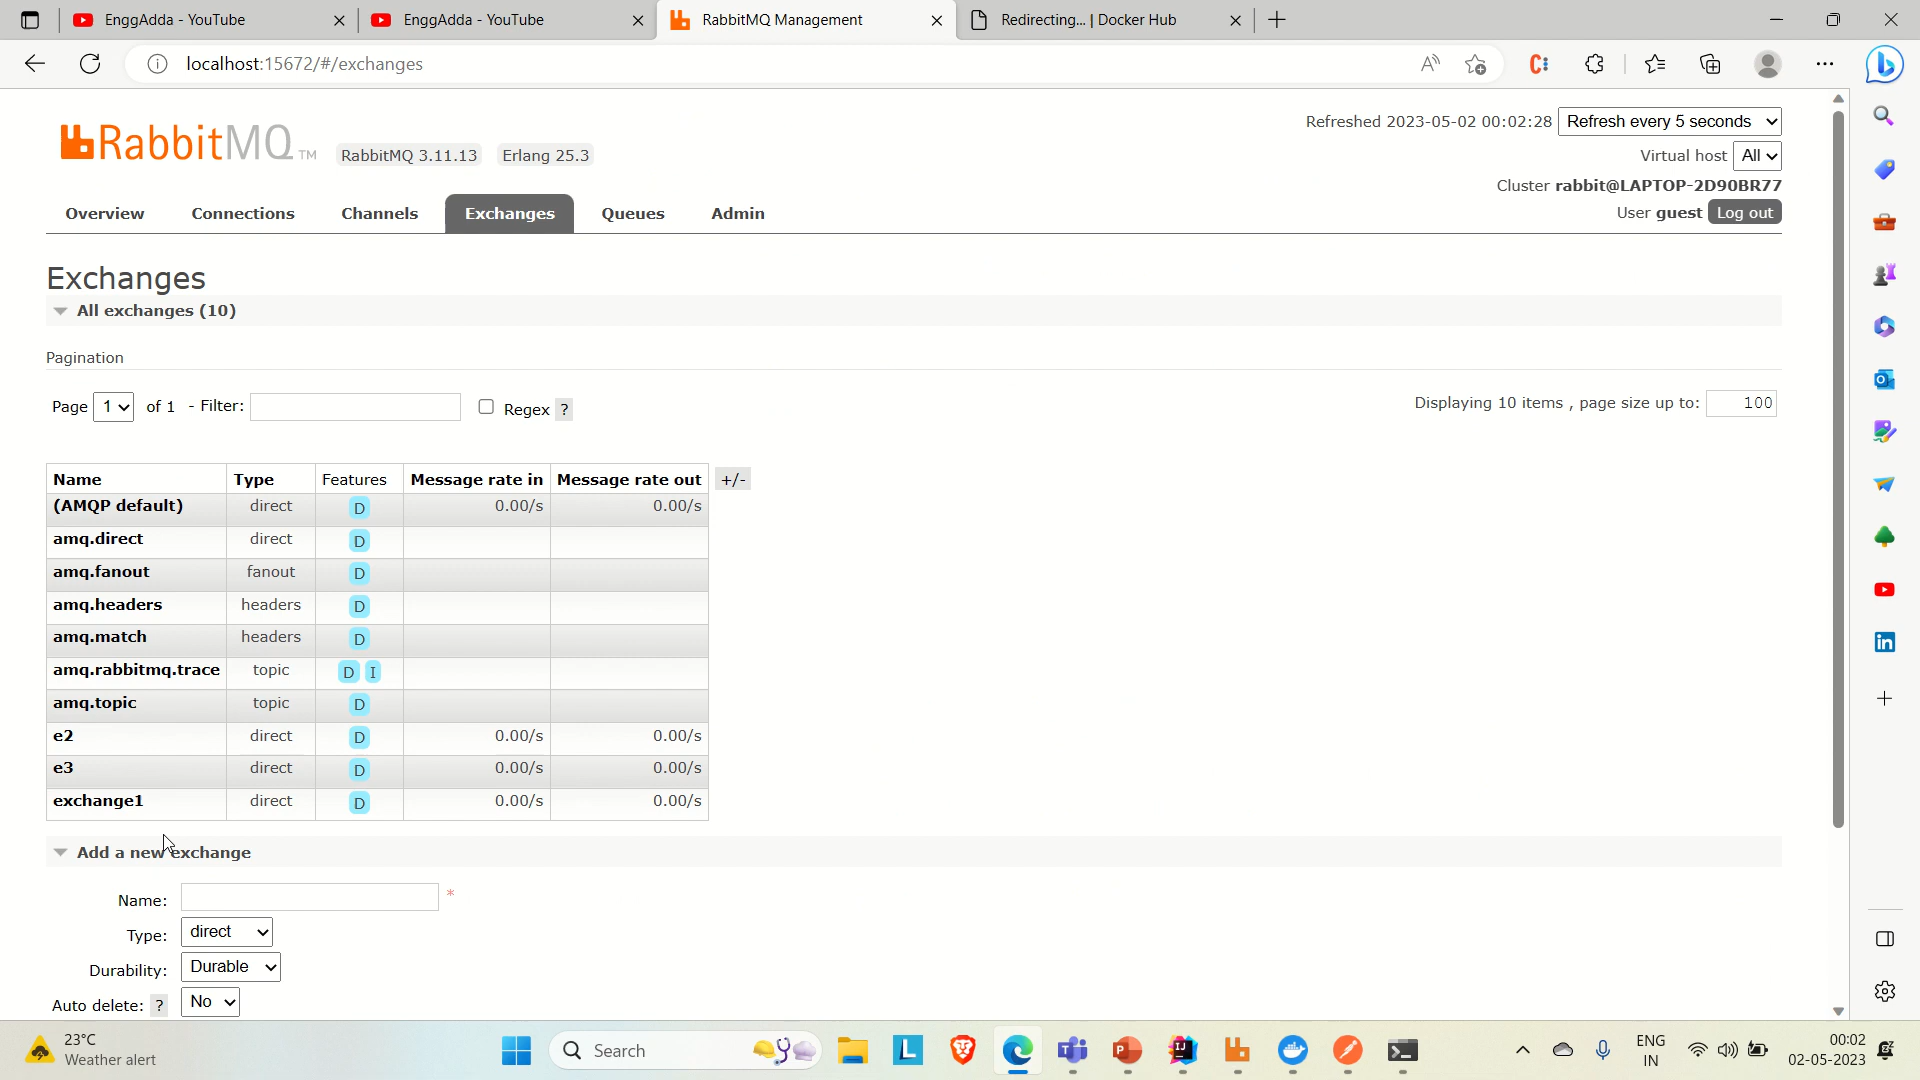 EnggAdda - YouTube
EnggAdda - YouTube
RabbitMQ Management
Redirecting... | Docker Hub
localhost:15672/#/exchanges
RabbitMQ TM
RabbitMQ 3.11.13
Erlang 25.3
Refreshed 2023-05-02 00:02:28
Refresh every 5 seconds
Virtual host All
Cluster rabbit@LAPTOP-2D90BR77
User guest Log out
Overview
Connections
Channels
Exchanges
Queues
Admin
Exchanges
All exchanges (10)
Pagination
Page 1 of 1 - Filter:
Regex ?
Displaying 10 items , page size up to: 100
Name Type Features Message rate in Message rate out +/-
(AMQP default) direct D 0.00/s 0.00/s
amq.direct direct D
amq.fanout fanout D
amq.headers headers D
amq.match headers D
amq.rabbitmq.trace topic D I
amq.topic topic D
e2 direct D 0.00/s 0.00/s
e3 direct D 0.00/s 0.00/s
exchange1 direct D 0.00/s 0.00/s
Add a new exchange
Name: *
Type: direct
Durability: Durable
Auto delete: ? No
23°C
Weather alert
Search
ENG
IN
00:02
02-05-2023